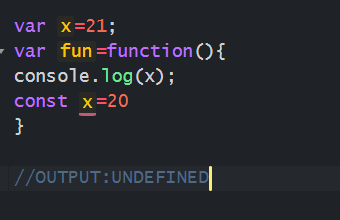 var x=21;
var fun=function(){
console.log(x);
const x=20
}
//OUTPUT:UNDEFINED